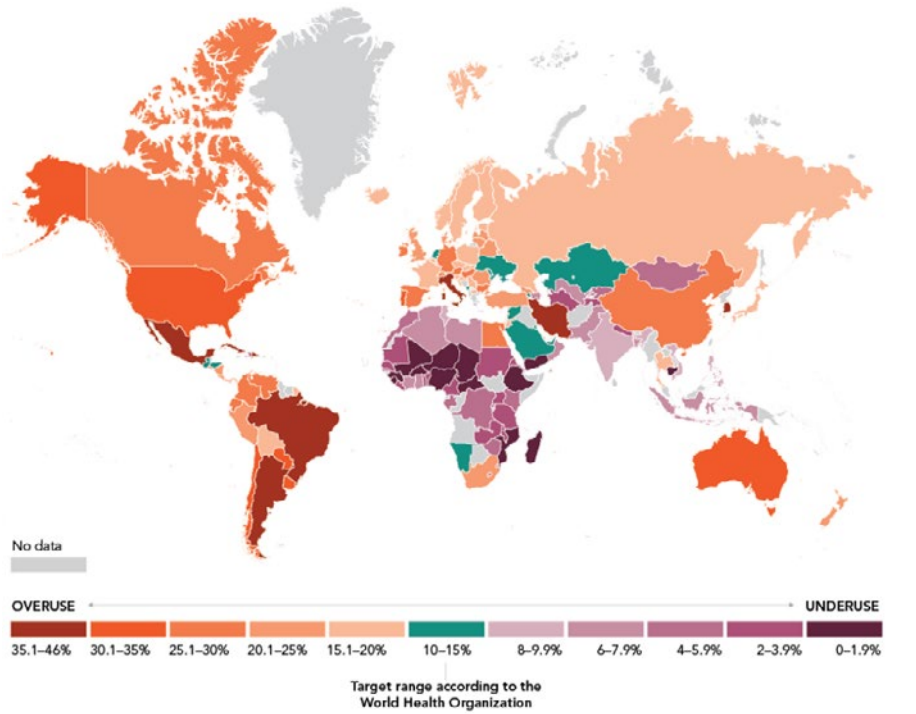 No data
OVERUSE
UNDERUSE
35.1–46% 30.1–35% 25.1–30% 20.1–25% 15.1–20% 10–15% 8–9.9% 6–7.9% 4–5.9% 2–3.9% 0–1.9%
Target range according to the
World Health Organization